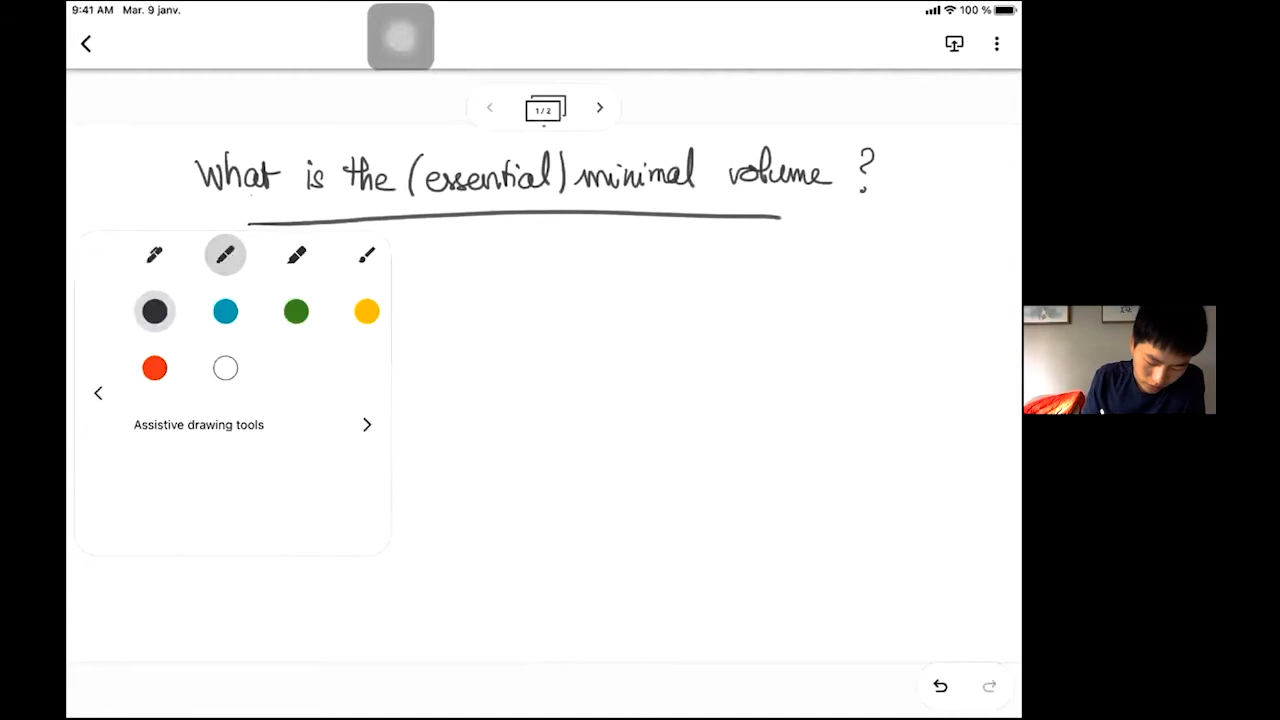 9:41 AM Mar. 9 janv. 100 %
1 / 2
What is the (essential) minimal volume ?
Assistive drawing tools